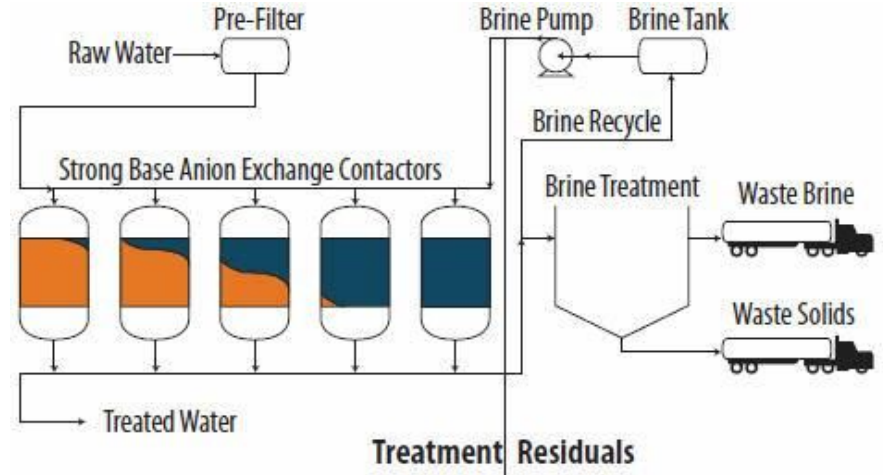 Pre-Filter
Brine Pump
Brine Tank
Raw Water
Brine Recycle
Strong Base Anion Exchange Contactors
Brine Treatment
Waste Brine
Waste Solids
Treated Water
Treatment Residuals